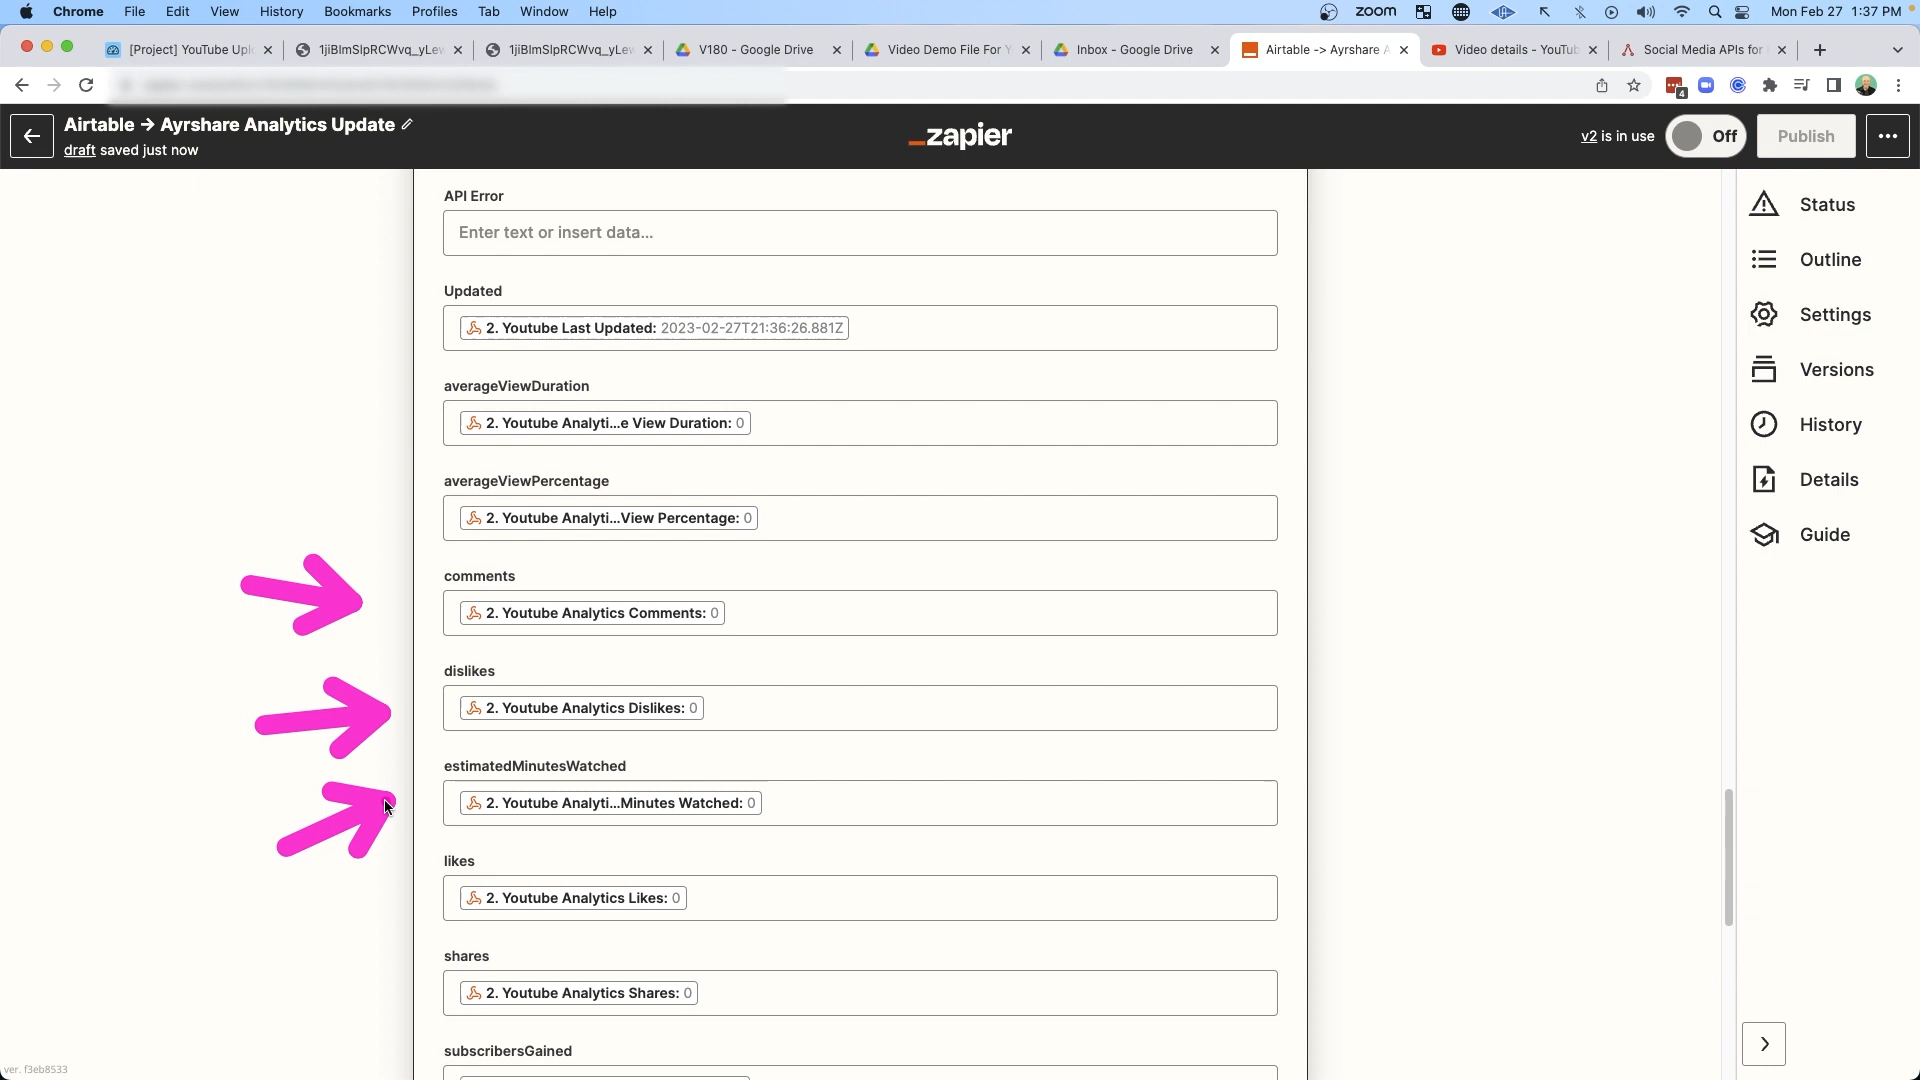 Chrome File Edit View History Bookmarks Profiles Tab Window Help zoom Mon Feb 27 1:37 PM
[Project] YouTube Uplo 1jiBlmSlpRCWvq_yLew 1jiBlmSlpRCWvq_yLew V180 - Google Drive Video Demo File For Y Inbox - Google Drive Airtable -> Ayrshare A Video details - YouTub Social Media APIs for
4
Airtable → Ayrshare Analytics Update
draft saved just now
_zapier
v2 is in use
Off
Publish
API Error
Enter text or insert data...
Updated
2. Youtube Last Updated: 2023-02-27T21:36:26.881Z
averageViewDuration
2. Youtube Analyti...e View Duration: 0
averageViewPercentage
2. Youtube Analyti...View Percentage: 0
comments
2. Youtube Analytics Comments: 0
dislikes
2. Youtube Analytics Dislikes: 0
estimatedMinutesWatched
2. Youtube Analyti...Minutes Watched: 0
likes
2. Youtube Analytics Likes: 0
shares
2. Youtube Analytics Shares: 0
subscribersGained
Status
Outline
Settings
Versions
History
Details
Guide
ver. f3eb8533